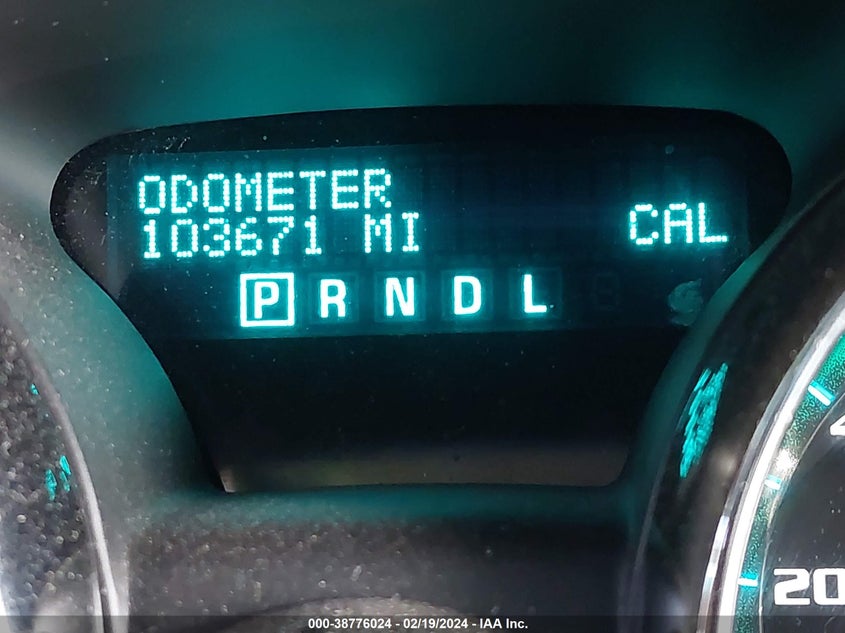 ODOMETER
103671 MI CAL
P R N D L
20
000-38776024 - 02/19/2024 - IAA Inc.